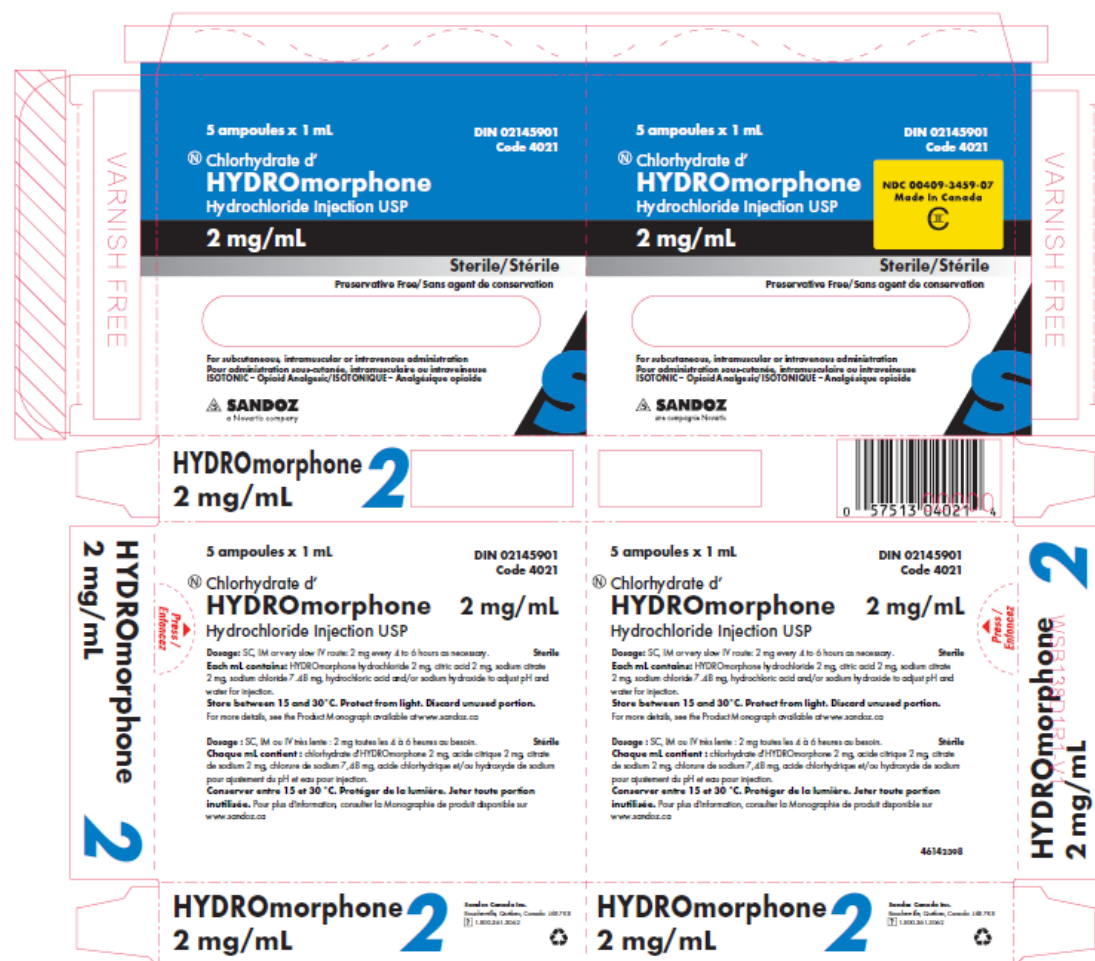 VARNISH FREE
5 ampoules x 1 mL
DIN 02145901
Code 4021
Ⓝ Chlorhydrate d'
HYDROmorphone
Hydrochloride Injection USP
2 mg/mL
Sterile/Stérile
Preservative Free/Sans agent de conservation
For subcutaneous, intramuscular or intravenous administration
Pour administration sous-cutanée, intramusculaire ou intraveineuse
ISOTONIC – Opioid Analgesic/ISOTONIQUE – Analgésique opioïde
SANDOZ
a Novartis company
5 ampoules x 1 mL
DIN 02145901
Code 4021
Ⓝ Chlorhydrate d'
HYDROmorphone
Hydrochloride Injection USP
NDC 00409-3459-07
Made In Canada
CII
2 mg/mL
Sterile/Stérile
Preservative Free/Sans agent de conservation
For subcutaneous, intramuscular or intravenous administration
Pour administration sous-cutanée, intramusculaire ou intraveineuse
ISOTONIC – Opioid Analgesic/ISOTONIQUE – Analgésique opioïde
SANDOZ
une compagnie Novartis
VARNISH FREE
HYDROmorphone 2
2 mg/mL
0 57513 04021 4
HYDROmorphone 2
2 mg/mL
Press /
Enfoncez
5 ampoules x 1 mL
DIN 02145901
Code 4021
Ⓝ Chlorhydrate d'
HYDROmorphone 2 mg/mL
Hydrochloride Injection USP
Dosage: SC, IM or very slow IV route: 2 mg every 4 to 6 hours as necessary. Sterile
Each mL contains: HYDROmorphone hydrochloride 2 mg, citric acid 2 mg, sodium citrate
2 mg, sodium chloride 7.48 mg, hydrochloric acid and/or sodium hydroxide to adjust pH and
water for injection.
Store between 15 and 30°C. Protect from light. Discard unused portion.
For more details, see the Product Monograph available at www.sandoz.ca
Dosage : SC, IM ou IV très lente : 2 mg toutes les 4 à 6 heures au besoin. Stérile
Chaque mL contient : chlorhydrate d'HYDROmorphone 2 mg, acide citrique 2 mg, citrate
de sodium 2 mg, chlorure de sodium 7,48 mg, acide chlorhydrique et/ou hydroxyde de sodium
pour ajustement du pH et eau pour injection.
Conserver entre 15 et 30 °C. Protéger de la lumière. Jeter toute portion
inutilisée. Pour plus d'information, consulter la Monographie de produit disponible sur
www.sandoz.ca
5 ampoules x 1 mL
DIN 02145901
Code 4021
Ⓝ Chlorhydrate d'
HYDROmorphone 2 mg/mL
Hydrochloride Injection USP
Dosage: SC, IM or very slow IV route: 2 mg every 4 to 6 hours as necessary. Sterile
Each mL contains: HYDROmorphone hydrochloride 2 mg, citric acid 2 mg, sodium citrate
2 mg, sodium chloride 7.48 mg, hydrochloric acid and/or sodium hydroxide to adjust pH and
water for injection.
Store between 15 and 30°C. Protect from light. Discard unused portion.
For more details, see the Product Monograph available at www.sandoz.ca
Dosage : SC, IM ou IV très lente : 2 mg toutes les 4 à 6 heures au besoin. Stérile
Chaque mL contient : chlorhydrate d'HYDROmorphone 2 mg, acide citrique 2 mg, citrate
de sodium 2 mg, chlorure de sodium 7,48 mg, acide chlorhydrique et/ou hydroxyde de sodium
pour ajustement du pH et eau pour injection.
Conserver entre 15 et 30 °C. Protéger de la lumière. Jeter toute portion
inutilisée. Pour plus d'information, consulter la Monographie de produit disponible sur
www.sandoz.ca
46142398
Press /
Enfoncez
HYDROmorphone 2
2 mg/mL
HYDROmorphone 2
2 mg/mL
Sandoz Canada Inc.
Boucherville, Québec, Canada J4B 7K8
1.800.361.3062
HYDROmorphone 2
2 mg/mL
Sandoz Canada Inc.
Boucherville, Québec, Canada J4B 7K8
1.800.361.3062